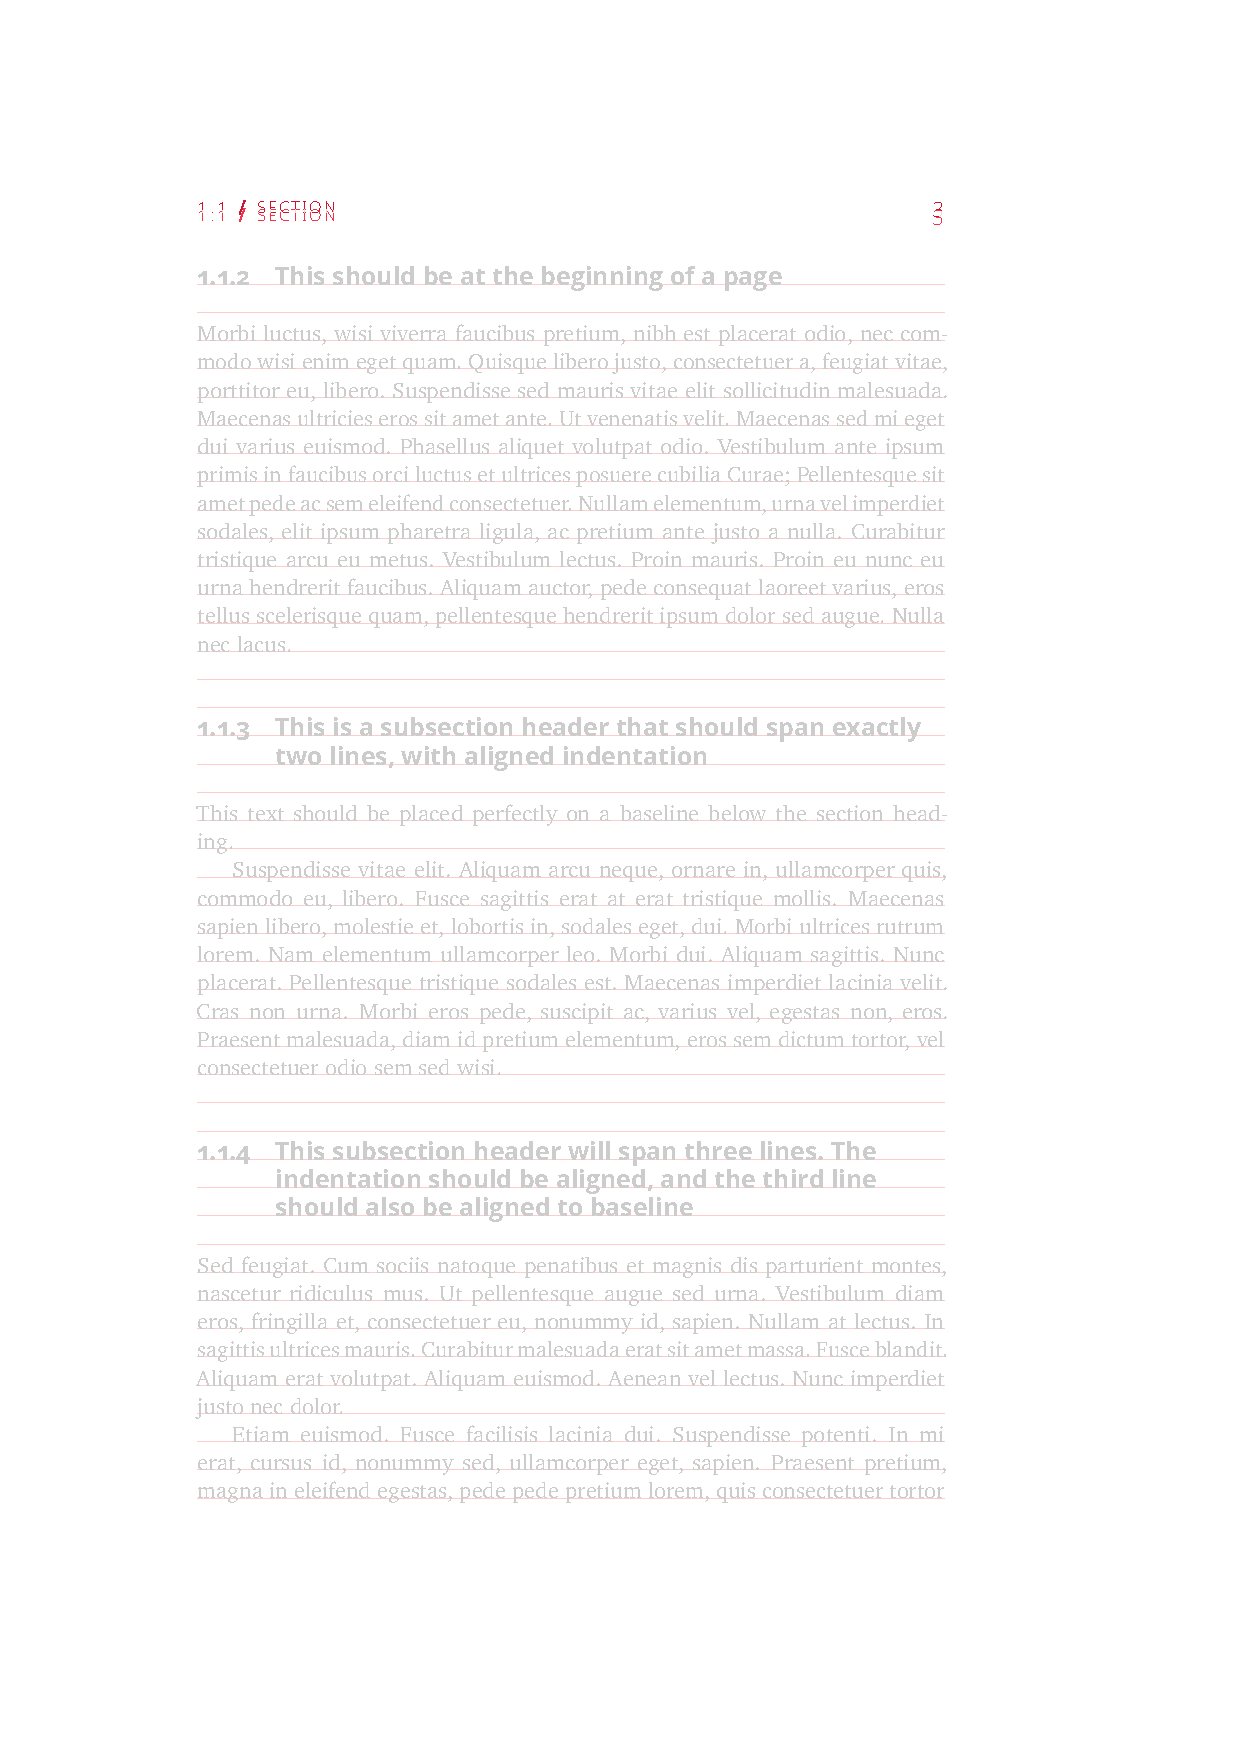 1.1 / SECTION
1.1.2 This should be at the beginning of a page
Morbi luctus, wisi viverra faucibus pretium, nibh est placerat odio, nec com-
modo wisi enim eget quam. Quisque libero justo, consectetuer a, feugiat vitae,
porttitor eu, libero. Suspendisse sed mauris vitae elit sollicitudin malesuada.
Maecenas ultricies eros sit amet ante. Ut venenatis velit. Maecenas sed mi eget
dui varius euismod. Phasellus aliquet volutpat odio. Vestibulum ante ipsum
primis in faucibus orci luctus et ultrices posuere cubilia Curae; Pellentesque sit
amet pede ac sem eleifend consectetuer. Nullam elementum, urna vel imperdiet
sodales, elit ipsum pharetra ligula, ac pretium ante justo a nulla. Curabitur
tristique arcu eu metus. Vestibulum lectus. Proin mauris. Proin eu nunc eu
urna hendrerit faucibus. Aliquam auctor, pede consequat laoreet varius, eros
tellus scelerisque quam, pellentesque hendrerit ipsum dolor sed augue. Nulla
nec lacus.
1.1.3 This is a subsection header that should span exactly
two lines, with aligned indentation
This text should be placed perfectly on a baseline below the section head-
ing.
Suspendisse vitae elit. Aliquam arcu neque, ornare in, ullamcorper quis,
commodo eu, libero. Fusce sagittis erat at erat tristique mollis. Maecenas
sapien libero, molestie et, lobortis in, sodales eget, dui. Morbi ultrices rutrum
lorem. Nam elementum ullamcorper leo. Morbi dui. Aliquam sagittis. Nunc
placerat. Pellentesque tristique sodales est. Maecenas imperdiet lacinia velit.
Cras non urna. Morbi eros pede, suscipit ac, varius vel, egestas non, eros.
Praesent malesuada, diam id pretium elementum, eros sem dictum tortor, vel
consectetuer odio sem sed wisi.
1.1.4 This subsection header will span three lines. The
indentation should be aligned, and the third line
should also be aligned to baseline
Sed feugiat. Cum sociis natoque penatibus et magnis dis parturient montes,
nascetur ridiculus mus. Ut pellentesque augue sed urna. Vestibulum diam
eros, fringilla et, consectetuer eu, nonummy id, sapien. Nullam at lectus. In
sagittis ultrices mauris. Curabitur malesuada erat sit amet massa. Fusce blandit.
Aliquam erat volutpat. Aliquam euismod. Aenean vel lectus. Nunc imperdiet
justo nec dolor.
Etiam euismod. Fusce facilisis lacinia dui. Suspendisse potenti. In mi
erat, cursus id, nonummy sed, ullamcorper eget, sapien. Praesent pretium,
magna in eleifend egestas, pede pede pretium lorem, quis consectetuer tortor